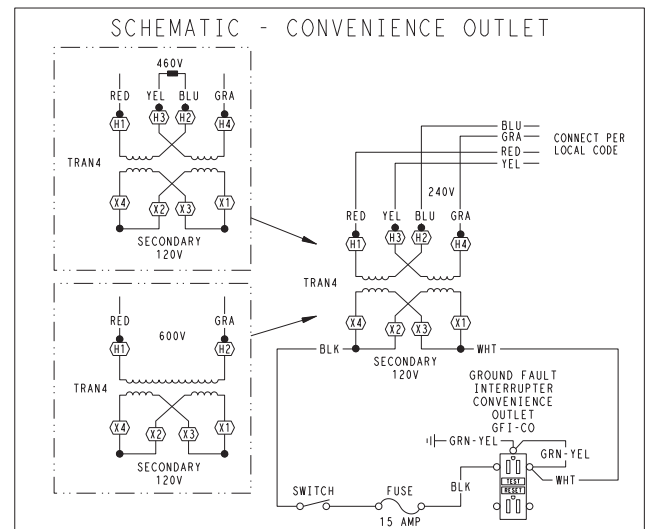 SCHEMATIC - CONVENIENCE OUTLET
460V
RED YEL BLU GRA
H1 H3 H2 H4
TRAN4
X4 X2 X3 X1
SECONDARY
120V
RED GRA
600V
H1 H2
TRAN4
X4 X2 X3 X1
SECONDARY
120V
BLU
GRA
RED
YEL
CONNECT PER
LOCAL CODE
240V
RED YEL BLU GRA
H1 H3 H2 H4
TRAN4
X4 X2 X3 X1
BLK
WHT
SECONDARY
120V
GROUND FAULT
INTERRUPTER
CONVENIENCE
OUTLET
GFI-CO
GRN-YEL
GRN-YEL
WHT
TEST
RESET
BLK
SWITCH
FUSE
15 AMP